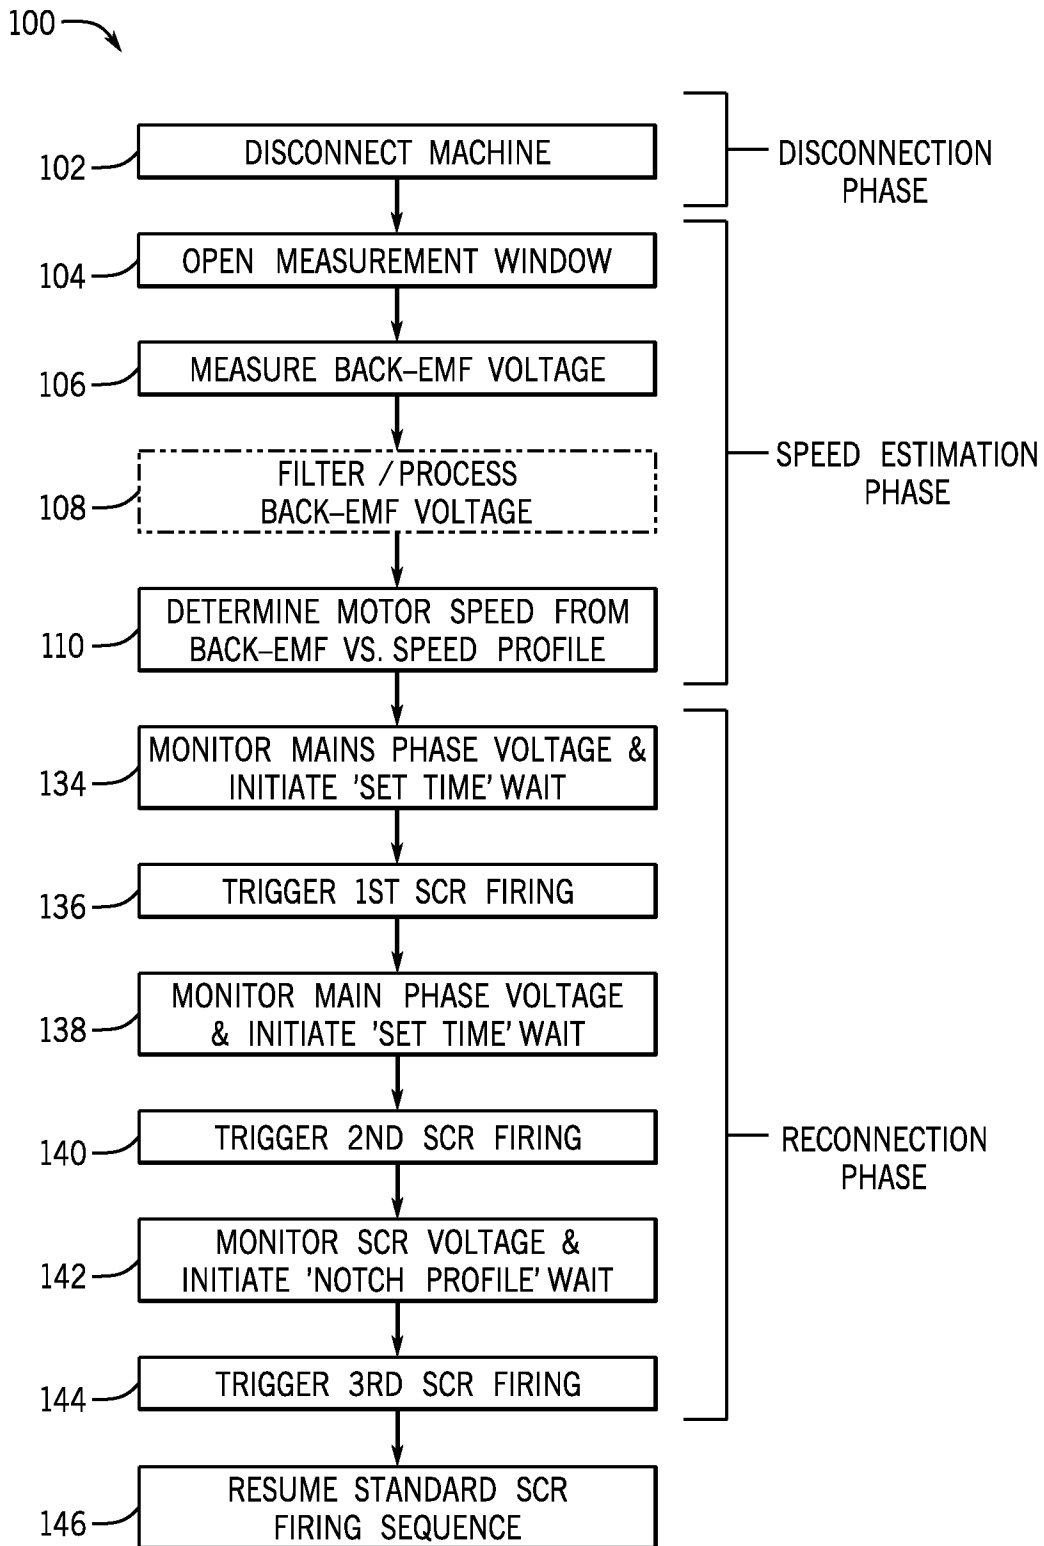 100
102
DISCONNECT MACHINE
DISCONNECTION
PHASE
104
OPEN MEASUREMENT WINDOW
106
MEASURE BACK–EMF VOLTAGE
108
FILTER / PROCESS
BACK–EMF VOLTAGE
SPEED ESTIMATION
PHASE
110
DETERMINE MOTOR SPEED FROM
BACK–EMF VS. SPEED PROFILE
134
MONITOR MAINS PHASE VOLTAGE &
INITIATE 'SET TIME' WAIT
136
TRIGGER 1ST SCR FIRING
138
MONITOR MAIN PHASE VOLTAGE
& INITIATE 'SET TIME' WAIT
140
TRIGGER 2ND SCR FIRING
RECONNECTION
PHASE
142
MONITOR SCR VOLTAGE &
INITIATE 'NOTCH PROFILE' WAIT
144
TRIGGER 3RD SCR FIRING
146
RESUME STANDARD SCR
FIRING SEQUENCE